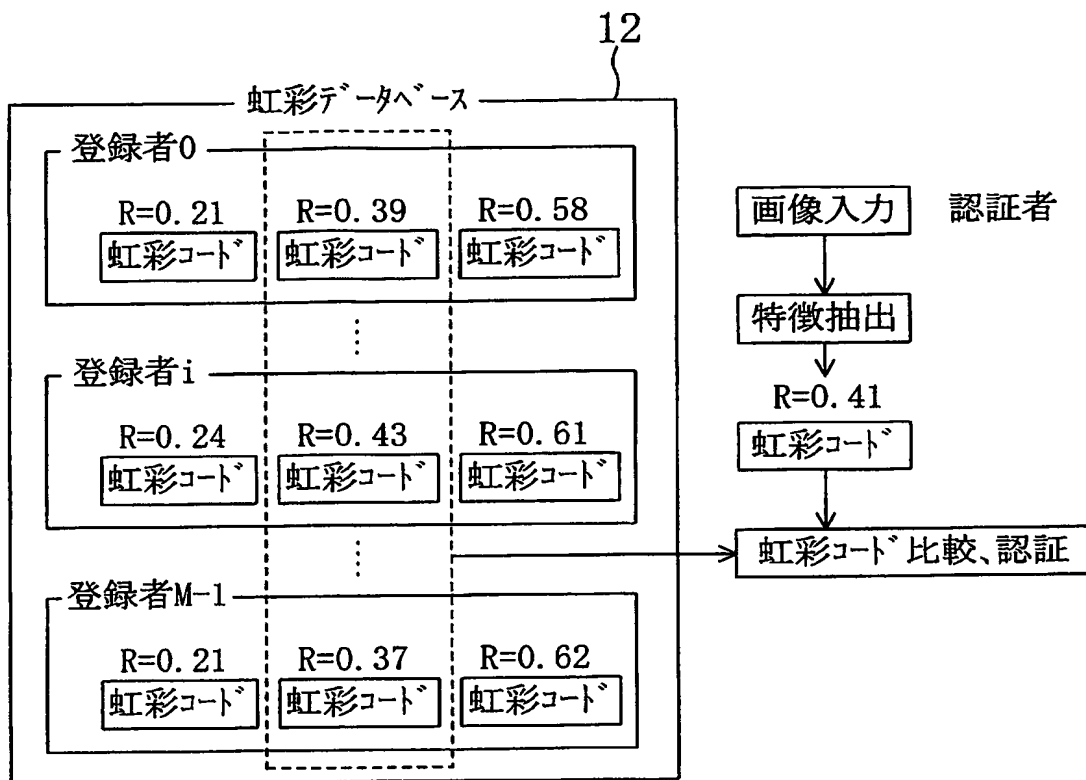 12
虹彩データベース
登録者0
R=0.21 R=0.39 R=0.58
虹彩コード 虹彩コード 虹彩コード
登録者i
R=0.24 R=0.43 R=0.61
虹彩コード 虹彩コード 虹彩コード
登録者M-1
R=0.21 R=0.37 R=0.62
虹彩コード 虹彩コード 虹彩コード
画像入力 認証者
特徴抽出
R=0.41
虹彩コード
虹彩コード比較、認証